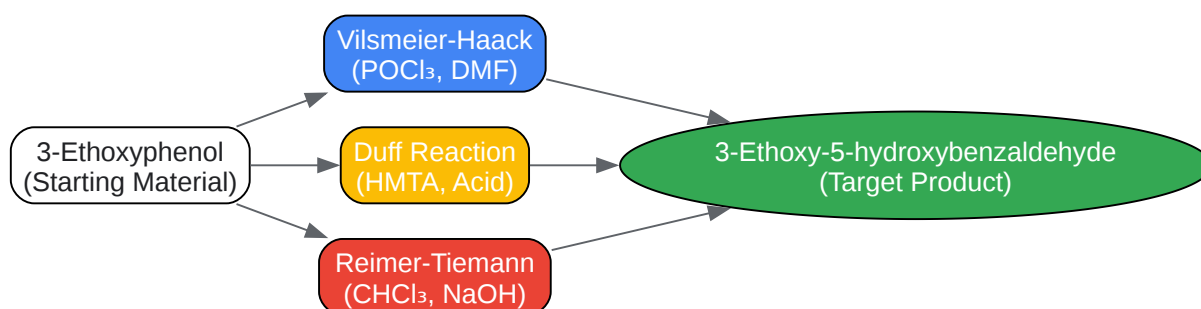 Vilsmeier-Haack
(POCl₃, DMF)
3-Ethoxyphenol
(Starting Material)
Duff Reaction
(HMTA, Acid)
3-Ethoxy-5-hydroxybenzaldehyde
(Target Product)
Reimer-Tiemann
(CHCl₃, NaOH)